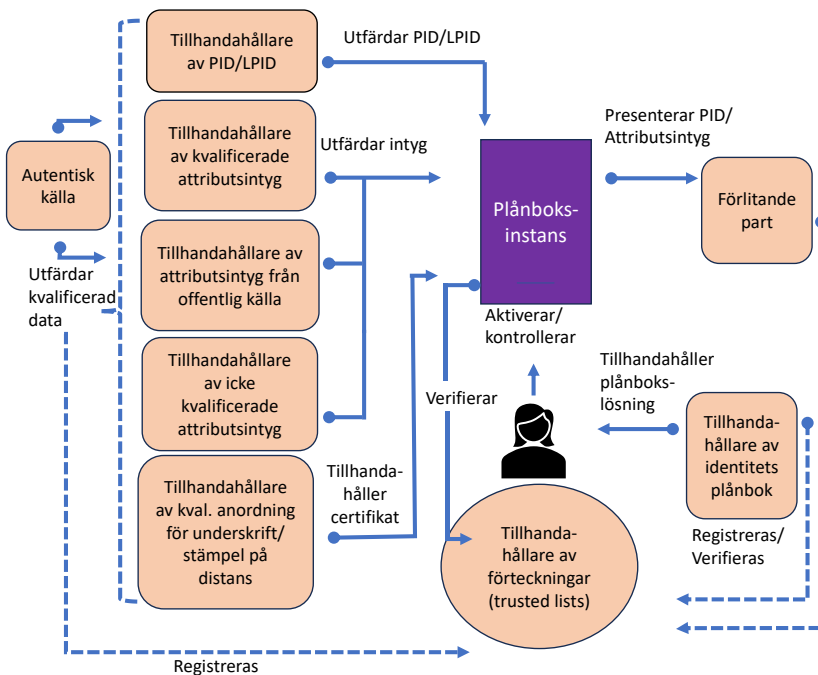 Tillhandahållare
av PID/LPID
Utfärdar PID/LPID
Tillhandahållare
av kvalificerade
attributsintyg
Utfärdar intyg
Presenterar PID/
Attributsintyg
Autentisk
källa
Plånboks-
instans
Förlitande
part
Utfärdar
kvalificerad
data
Tillhandahållare av
attributsintyg från
offentlig källa
Aktiverar/
kontrollerar
Tillhandahållare
av icke
kvalificerade
attributsintyg
Verifierar
Tillhandahåller
plånboks-
lösning
Tillhanda-
hållare av
identitets
plånbok
Tillhandahållare
av kval. anordning
för underskrift/
stämpel på
distans
Tillhanda-
håller
certifikat
Tillhanda-
hållare av
förteckningar
(trusted lists)
Registreras/
Verifieras
Registreras